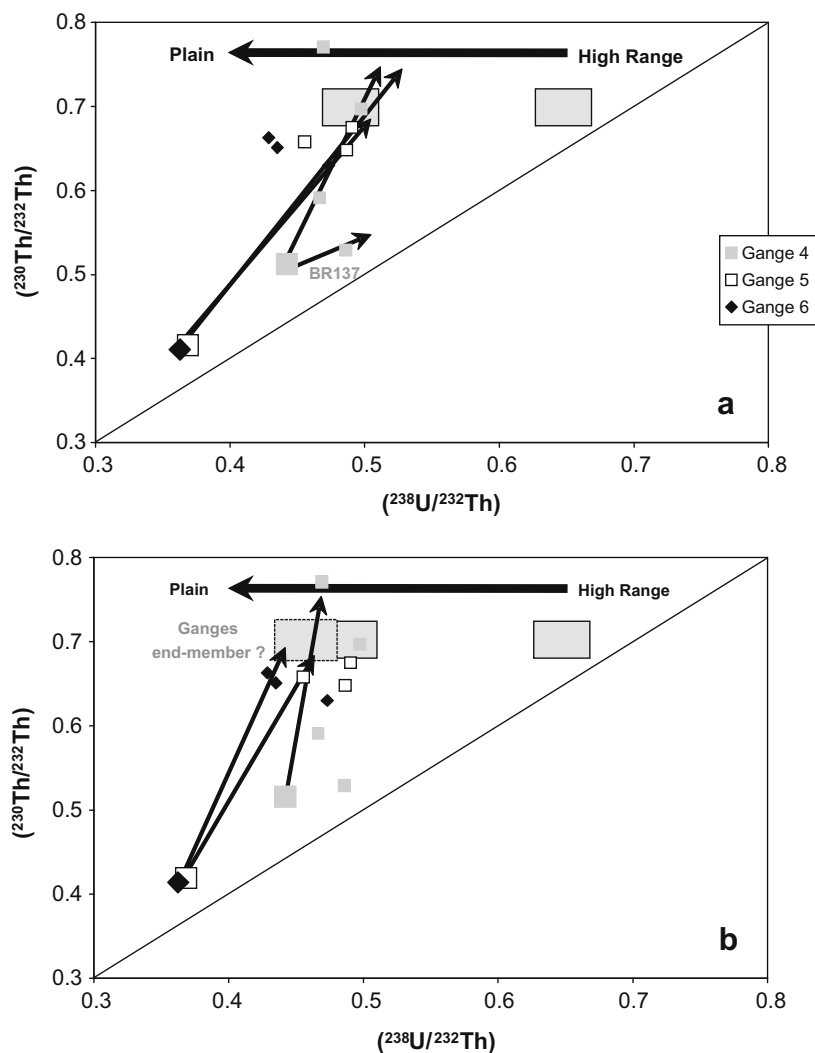 0.8
Plain
High Range
0.7
0.6
0.5
BR137
0.4
0.3
(²³⁰Th/²³²Th)
0.3 0.4 0.5 0.6 0.7 0.8
(²³⁸U/²³²Th)
a
Gange 4
Gange 5
Gange 6
0.8
Plain
High Range
0.7
Ganges
end-member ?
0.6
0.5
0.4
0.3
(²³⁰Th/²³²Th)
0.3 0.4 0.5 0.6 0.7 0.8
(²³⁸U/²³²Th)
b